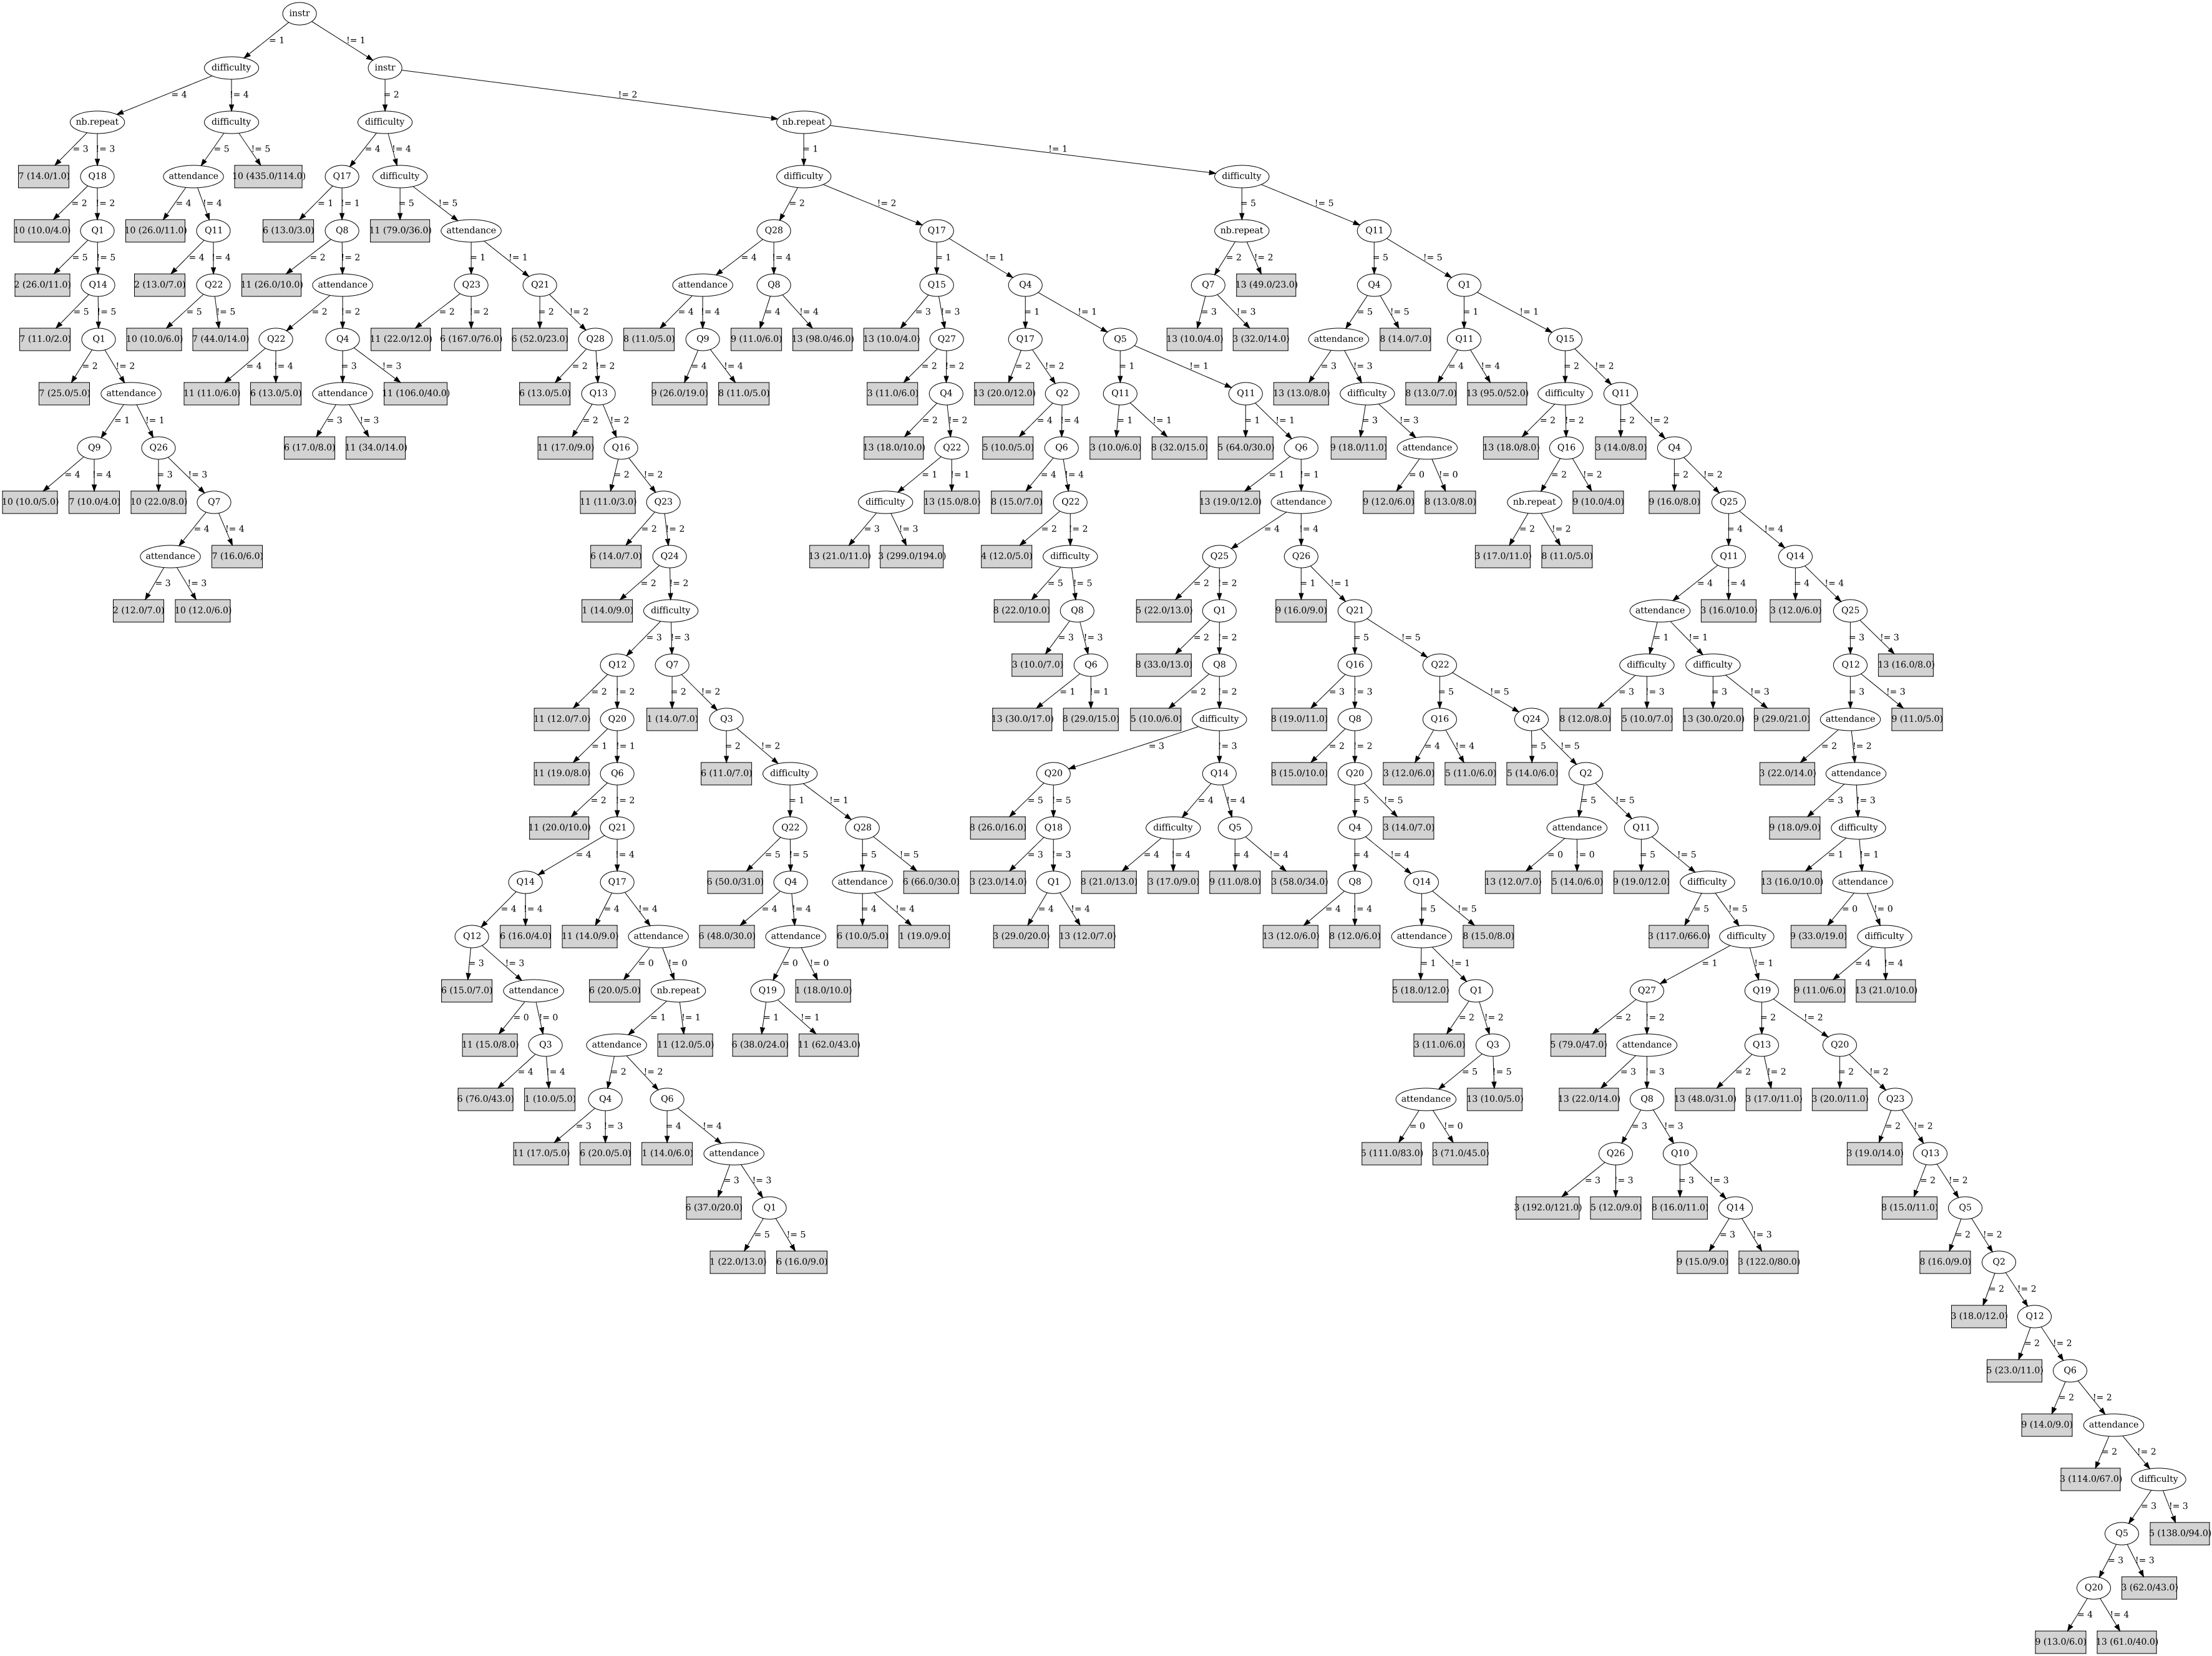 instr
= 1 != 1
difficulty instr
= 4 != 4 = 2 != 2
nb.repeat difficulty difficulty nb.repeat
= 3 != 3 = 5 != 5 = 4 != 4 = 1 != 1
7 (14.0/1.0) Q18 attendance 10 (435.0/114.0) Q17 difficulty difficulty difficulty
= 2 != 2 = 4 != 4 = 1 != 1 = 5 != 5 = 2 != 2 = 5 != 5
10 (10.0/4.0) Q1 10 (26.0/11.0) Q11 6 (13.0/3.0) Q8 11 (79.0/36.0) attendance Q28 Q17 nb.repeat Q11
= 5 != 5 = 4 != 4 = 2 != 2 = 1 != 1 = 4 != 4 = 1 != 1 = 2 != 2 = 5 != 5
2 (26.0/11.0) Q14 2 (13.0/7.0) Q22 11 (26.0/10.0) attendance Q23 Q21 attendance Q8 Q15 Q4 Q7 13 (49.0/23.0) Q4 Q1
= 5 != 5 = 5 != 5 = 2 != 2 = 2 != 2 = 2 != 2 = 4 != 4 = 4 != 4 = 3 != 3 = 1 != 1 = 3 != 3 = 5 != 5 = 1 != 1
7 (11.0/2.0) Q1 10 (10.0/6.0) 7 (44.0/14.0) Q22 Q4 11 (22.0/12.0) 6 (167.0/76.0) 6 (52.0/23.0) Q28 8 (11.0/5.0) Q9 9 (11.0/6.0) 13 (98.0/46.0) 13 (10.0/4.0) Q27 Q17 Q5 13 (10.0/4.0) 3 (32.0/14.0) attendance 8 (14.0/7.0) Q11 Q15
= 2 != 2 = 4 != 4 = 3 != 3 = 2 != 2 = 4 != 4 = 2 != 2 = 2 != 2 = 1 != 1 = 3 != 3 = 4 != 4 = 2 != 2
7 (25.0/5.0) attendance 11 (11.0/6.0) 6 (13.0/5.0) attendance 11 (106.0/40.0) 6 (13.0/5.0) Q13 9 (26.0/19.0) 8 (11.0/5.0) 3 (11.0/6.0) Q4 13 (20.0/12.0) Q2 Q11 Q11 13 (13.0/8.0) difficulty 8 (13.0/7.0) 13 (95.0/52.0) difficulty Q11
= 1 != 1 = 3 != 3 = 2 != 2 = 2 != 2 = 4 != 4 = 1 != 1 = 1 != 1 = 3 != 3 = 2 != 2 = 2 != 2
Q9 Q26 6 (17.0/8.0) 11 (34.0/14.0) 11 (17.0/9.0) Q16 13 (18.0/10.0) Q22 5 (10.0/5.0) Q6 3 (10.0/6.0) 8 (32.0/15.0) 5 (64.0/30.0) Q6 9 (18.0/11.0) attendance 13 (18.0/8.0) Q16 3 (14.0/8.0) Q4
= 4 != 4 = 3 != 3 = 2 != 2 = 1 != 1 = 4 != 4 = 1 != 1 = 0 != 0 = 2 != 2 = 2 != 2
10 (10.0/5.0) 7 (10.0/4.0) 10 (22.0/8.0) Q7 11 (11.0/3.0) Q23 difficulty 13 (15.0/8.0) 8 (15.0/7.0) Q22 13 (19.0/12.0) attendance 9 (12.0/6.0) 8 (13.0/8.0) nb.repeat 9 (10.0/4.0) 9 (16.0/8.0) Q25
= 4 != 4 = 2 != 2 = 3 != 3 = 2 != 2 = 4 != 4 = 2 != 2 = 4 != 4
attendance 7 (16.0/6.0) 6 (14.0/7.0) Q24 13 (21.0/11.0) 3 (299.0/194.0) 4 (12.0/5.0) difficulty Q25 Q26 3 (17.0/11.0) 8 (11.0/5.0) Q11 Q14
= 3 != 3 = 2 != 2 = 5 != 5 = 2 != 2 = 1 != 1 = 4 != 4 = 4 != 4
2 (12.0/7.0) 10 (12.0/6.0) 1 (14.0/9.0) difficulty 8 (22.0/10.0) Q8 5 (22.0/13.0) Q1 9 (16.0/9.0) Q21 attendance 3 (16.0/10.0) 3 (12.0/6.0) Q25
= 3 != 3 = 3 != 3 = 2 != 2 = 5 != 5 = 1 != 1 = 3 != 3
Q12 Q7 3 (10.0/7.0) Q6 8 (33.0/13.0) Q8 Q16 Q22 difficulty difficulty Q12 13 (16.0/8.0)
= 2 != 2 = 2 != 2 = 1 != 1 = 2 != 2 = 3 != 3 = 5 != 5 = 3 != 3 = 3 != 3 = 3 != 3
11 (12.0/7.0) Q20 1 (14.0/7.0) Q3 13 (30.0/17.0) 8 (29.0/15.0) 5 (10.0/6.0) difficulty 8 (19.0/11.0) Q8 Q16 Q24 8 (12.0/8.0) 5 (10.0/7.0) 13 (30.0/20.0) 9 (29.0/21.0) attendance 9 (11.0/5.0)
= 1 != 1 = 2 != 2 = 3 != 3 = 2 != 2 = 4 != 4 = 5 != 5 = 2 != 2
11 (19.0/8.0) Q6 6 (11.0/7.0) difficulty Q20 Q14 8 (15.0/10.0) Q20 3 (12.0/6.0) 5 (11.0/6.0) 5 (14.0/6.0) Q2 3 (22.0/14.0) attendance
= 2 != 2 = 1 != 1 = 5 != 5 = 4 != 4 = 5 != 5 = 5 != 5 = 3 != 3
11 (20.0/10.0) Q21 Q22 Q28 8 (26.0/16.0) Q18 difficulty Q5 Q4 3 (14.0/7.0) attendance Q11 9 (18.0/9.0) difficulty
= 4 != 4 = 5 != 5 = 5 != 5 = 3 != 3 = 4 != 4 = 4 != 4 = 4 != 4 = 0 = 0 = 5 != 5 = 1 != 1
Q14 Q17 6 (50.0/31.0) Q4 attendance 6 (66.0/30.0) 3 (23.0/14.0) Q1 8 (21.0/13.0) 3 (17.0/9.0) 9 (11.0/8.0) 3 (58.0/34.0) Q8 Q14 13 (12.0/7.0) 5 (14.0/6.0) 9 (19.0/12.0) difficulty 13 (16.0/10.0) attendance
= 4 != 4 = 4 != 4 = 4 != 4 = 4 != 4 = 4 != 4 = 4 != 4 = 5 != 5 = 5 != 5 = 0 != 0
Q12 6 (16.0/4.0) 11 (14.0/9.0) attendance 6 (48.0/30.0) attendance 6 (10.0/5.0) 1 (19.0/9.0) 3 (29.0/20.0) 13 (12.0/7.0) 13 (12.0/6.0) 8 (12.0/6.0) attendance 8 (15.0/8.0) 3 (117.0/66.0) difficulty 9 (33.0/19.0) difficulty
= 3 != 3 = 0 != 0 = 0 != 0 = 1 != 1 = 1 != 1 = 4 != 4
6 (15.0/7.0) attendance 6 (20.0/5.0) nb.repeat Q19 1 (18.0/10.0) 5 (18.0/12.0) Q1 Q27 Q19 9 (11.0/6.0) 13 (21.0/10.0)
= 0 != 0 = 1 != 1 = 1 != 1 = 2 != 2 = 2 != 2 = 2 != 2
11 (15.0/8.0) Q3 attendance 11 (12.0/5.0) 6 (38.0/24.0) 11 (62.0/43.0) 3 (11.0/6.0) Q3 5 (79.0/47.0) attendance Q13 Q20
= 4 != 4 = 2 != 2 = 5 != 5 = 3 != 3 = 2 != 2 = 2 != 2
6 (76.0/43.0) 1 (10.0/5.0) Q4 Q6 attendance 13 (10.0/5.0) 13 (22.0/14.0) Q8 13 (48.0/31.0) 3 (17.0/11.0) 3 (20.0/11.0) Q23
= 3 != 3 = 4 != 4 = 0 != 0 = 3 != 3 = 2 != 2
11 (17.0/5.0) 6 (20.0/5.0) 1 (14.0/6.0) attendance 5 (111.0/83.0) 3 (71.0/45.0) Q26 Q10 3 (19.0/14.0) Q13
= 3 != 3 = 3 != 3 = 3 != 3 = 2 != 2
6 (37.0/20.0) Q1 3 (192.0/121.0) 5 (12.0/9.0) 8 (16.0/11.0) Q14 8 (15.0/11.0) Q5
= 5 != 5 = 3 != 3 = 2 != 2
1 (22.0/13.0) 6 (16.0/9.0) 9 (15.0/9.0) 3 (122.0/80.0) 8 (16.0/9.0) Q2
= 2 != 2
3 (18.0/12.0) Q12
= 2 != 2
5 (23.0/11.0) Q6
= 2 != 2
9 (14.0/9.0) attendance
= 2 != 2
3 (114.0/67.0) difficulty
= 3 != 3
Q5 5 (138.0/94.0)
= 3 != 3
Q20 3 (62.0/43.0)
= 4 != 4
9 (13.0/6.0) 13 (61.0/40.0)